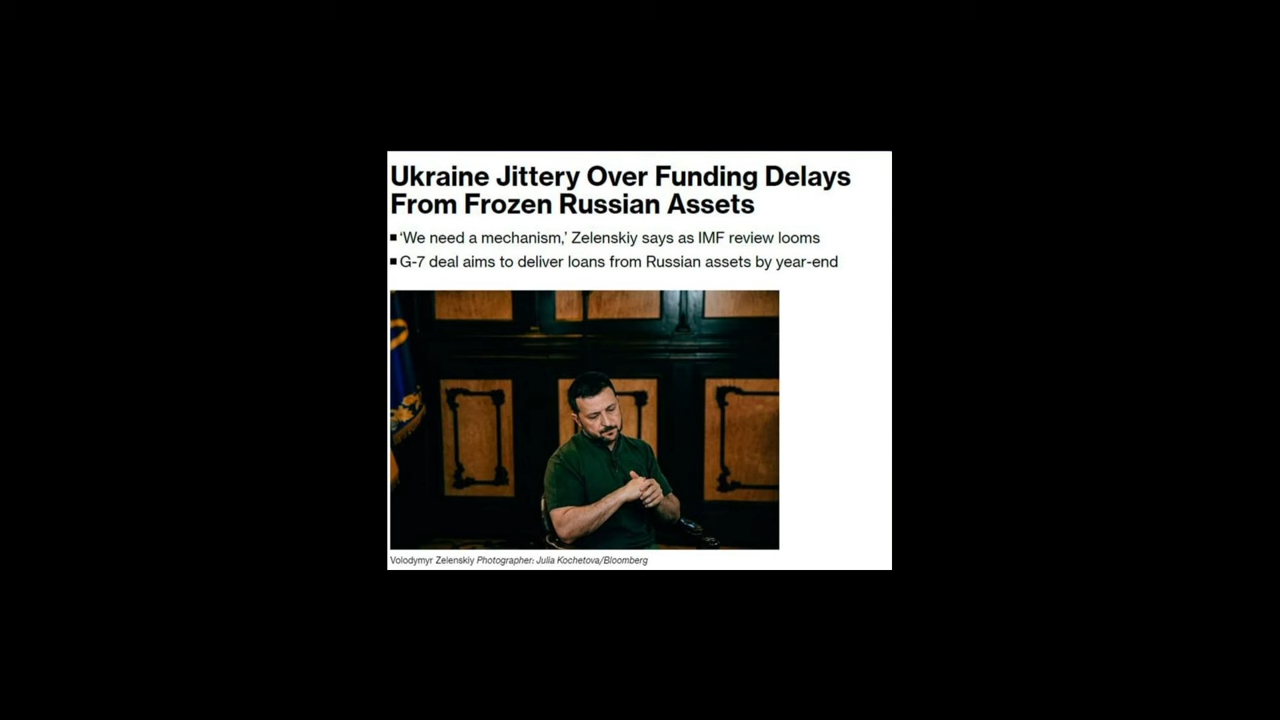 Ukraine Jittery Over Funding Delays
From Frozen Russian Assets
▪ ‘We need a mechanism,’ Zelenskiy says as IMF review looms
▪ G-7 deal aims to deliver loans from Russian assets by year-end
Volodymyr Zelenskiy Photographer: Julia Kochetova/Bloomberg